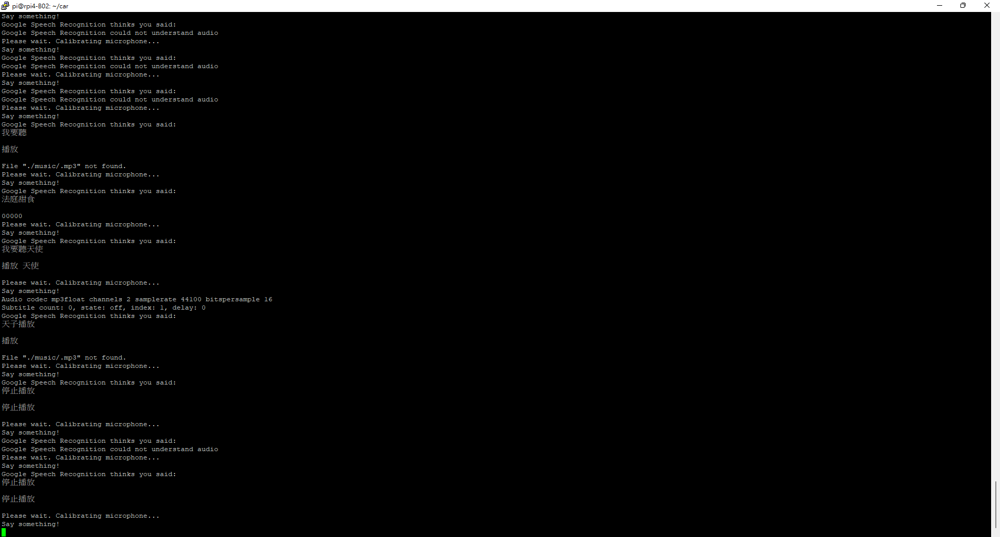 pi@rpi4-B02: ~/car
Say something!
Google Speech Recognition thinks you said:
Google Speech Recognition could not understand audio
Please wait. Calibrating microphone...
Say something!
Google Speech Recognition thinks you said:
Google Speech Recognition could not understand audio
Please wait. Calibrating microphone...
Say something!
Google Speech Recognition thinks you said:
Google Speech Recognition could not understand audio
Please wait. Calibrating microphone...
Say something!
Google Speech Recognition thinks you said:
我要聽
播放
File "./music/.mp3" not found.
Please wait. Calibrating microphone...
Say something!
Google Speech Recognition thinks you said:
法庭甜食
00000
Please wait. Calibrating microphone...
Say something!
Google Speech Recognition thinks you said:
我要聽天使
播放 天使
Please wait. Calibrating microphone...
Say something!
Audio codec mp3float channels 2 samplerate 44100 bitspersample 16
Subtitle count: 0, state: off, index: 1, delay: 0
Google Speech Recognition thinks you said:
天子播放
播放
File "./music/.mp3" not found.
Please wait. Calibrating microphone...
Say something!
Google Speech Recognition thinks you said:
停止播放
停止播放
Please wait. Calibrating microphone...
Say something!
Google Speech Recognition thinks you said:
Google Speech Recognition could not understand audio
Please wait. Calibrating microphone...
Say something!
Google Speech Recognition thinks you said:
停止播放
停止播放
Please wait. Calibrating microphone...
Say something!